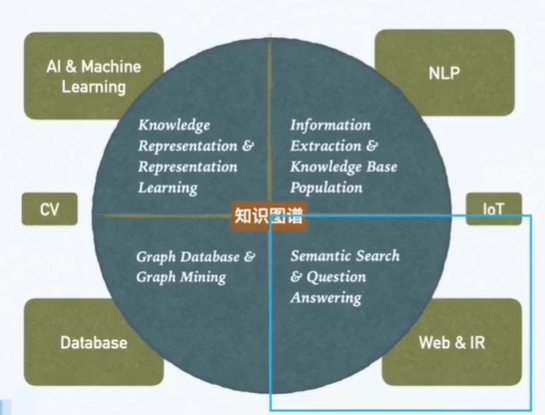 AI & Machine
Learning
NLP
Knowledge
Representation &
Representation
Learning
Information
Extraction &
Knowledge Base
Population
CV
知识图谱
IoT
Graph Database &
Graph Mining
Semantic Search
& Question
Answering
Database
Web & IR